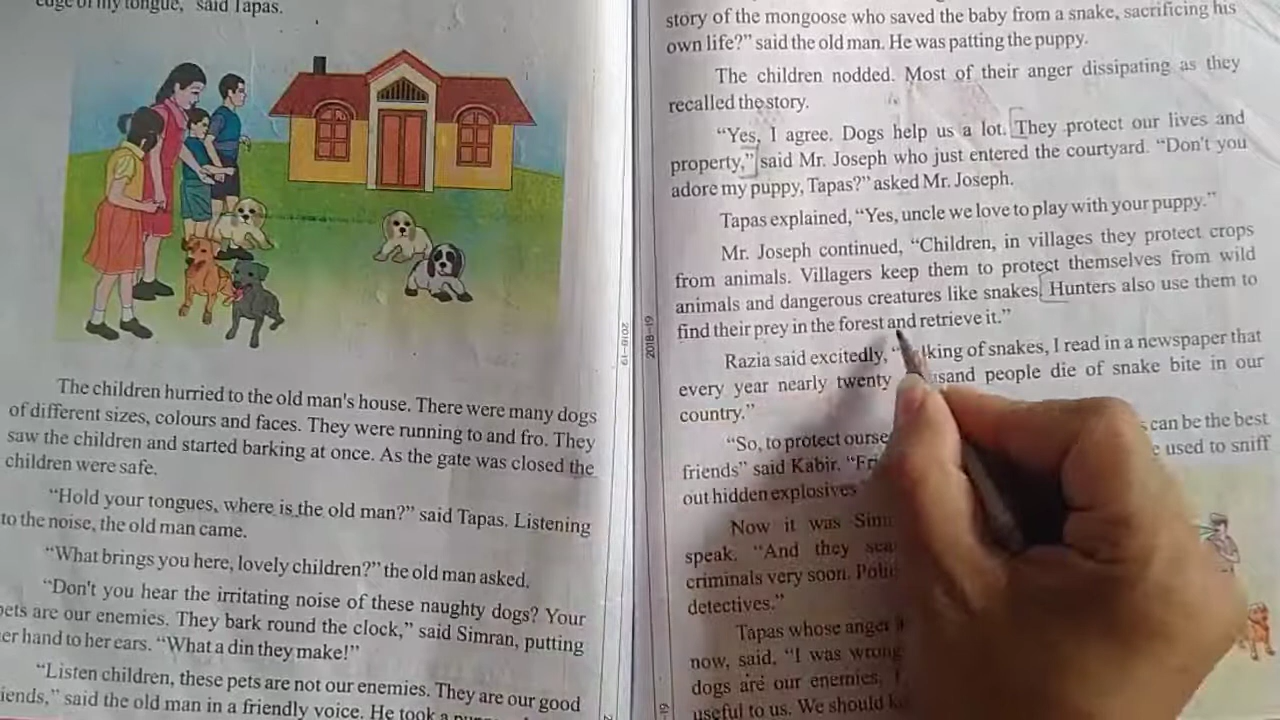 edge of my tongue," said Tapas.
The children hurried to the old man's house. There were many dogs
of different sizes, colours and faces. They were running to and fro. They
saw the children and started barking at once. As the gate was closed the
children were safe.
"Hold your tongues, where is the old man?" said Tapas. Listening
to the noise, the old man came.
"What brings you here, lovely children?" the old man asked.
"Don't you hear the irritating noise of these naughty dogs? Your
pets are our enemies. They bark round the clock," said Simran, putting
her hand to her ears. "What a din they make!"
"Listen children, these pets are not our enemies. They are our good
friends," said the old man in a friendly voice. He took a
2018-19
story of the mongoose who saved the baby from a snake, sacrificing his
own life?" said the old man. He was patting the puppy.
The children nodded. Most of their anger dissipating as they
recalled the story.
"Yes, I agree. Dogs help us a lot. They protect our lives and
property," said Mr. Joseph who just entered the courtyard. "Don't you
adore my puppy, Tapas?" asked Mr. Joseph.
Tapas explained, "Yes, uncle we love to play with your puppy."
Mr. Joseph continued, "Children, in villages they protect crops
from animals. Villagers keep them to protect themselves from wild
animals and dangerous creatures like snakes. Hunters also use them to
find their prey in the forest and retrieve it."
Razia said excitedly, "lking of snakes, I read in a newspaper that
every year nearly twenty usand people die of snake bite in our
country."
"So, to protect ourse can be the best
friends" said Kabir. "Fr used to sniff
out hidden explosives
Now it was Sim
speak. "And they sea
criminals very soon. Poli
detectives."
Tapas whose anger
now, said, "I was wrong
dogs are our enemies,
useful to us. We should k
2018-19